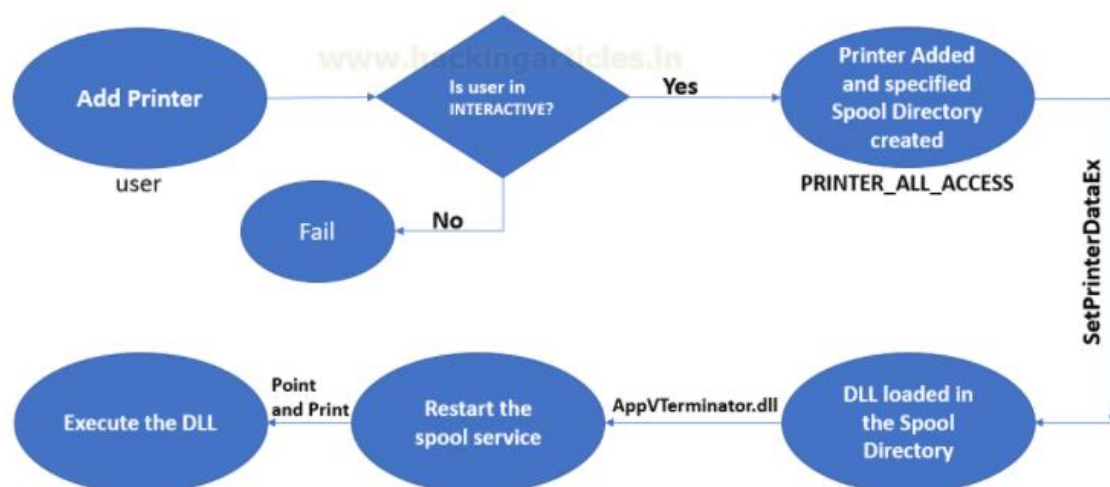 www.hackingarticles.in
Add Printer
user
Is user in
INTERACTIVE?
Yes
Printer Added
and specified
Spool Directory
created
PRINTER_ALL_ACCESS
No
Fail
SetPrinterDataEx
DLL loaded in
the Spool
Directory
AppVTerminator.dll
Restart the
spool service
Point
and Print
Execute the DLL